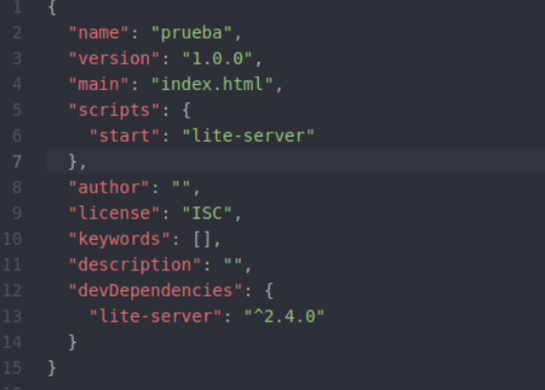 1 {
2   "name": "prueba",
3   "version": "1.0.0",
4   "main": "index.html",
5   "scripts": {
6     "start": "lite-server"
7   },
8   "author": "",
9   "license": "ISC",
10   "keywords": [],
11   "description": "",
12   "devDependencies": {
13     "lite-server": "^2.4.0"
14   }
15 }